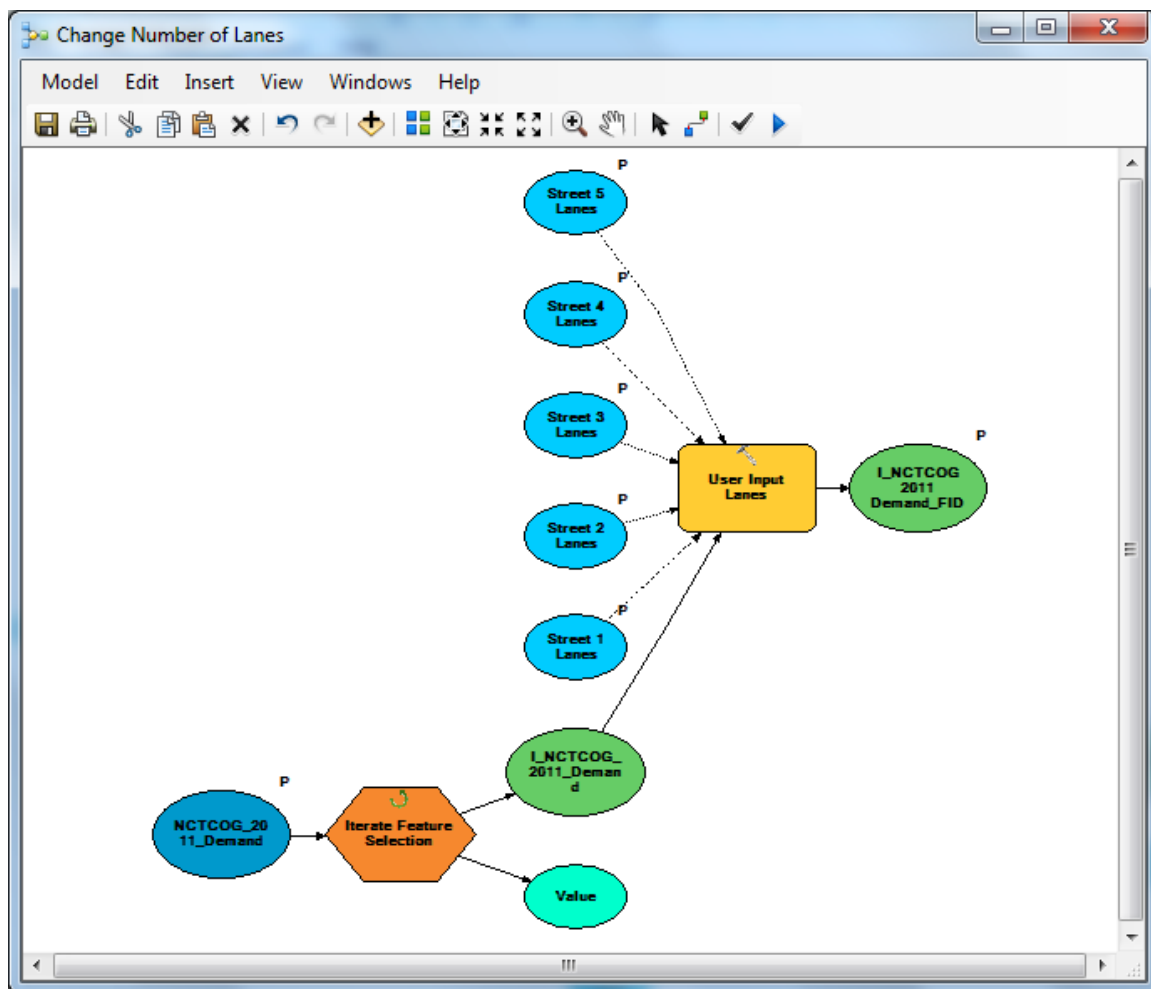 Change Number of Lanes
Model Edit Insert View Windows Help
P
Street 5
Lanes
P
Street 4
Lanes
P
Street 3
Lanes
P
Street 2
Lanes
P
Street 1
Lanes
User Input
Lanes
P
I_NCTCOG
2011
Demand_FID
P
NCTCOG_20
11_Demand
Iterate Feature
Selection
I_NCTCOG_
2011_Deman
d
Value